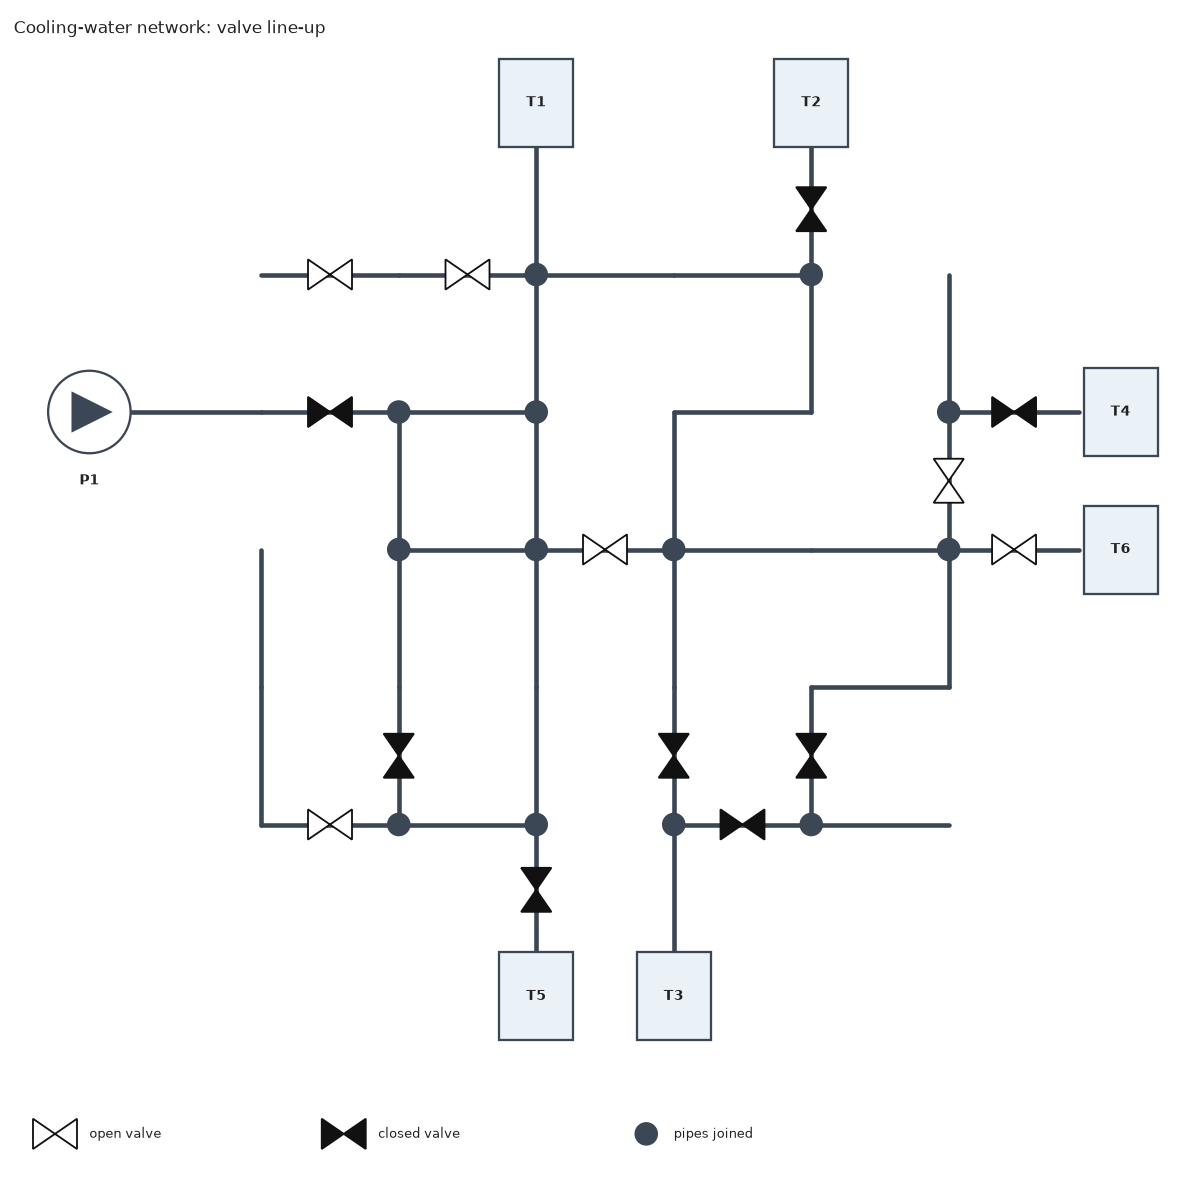 Cooling-water network: valve line-up
T1
T2
T4
P1
T6
T5
T3
open valve
closed valve
pipes joined